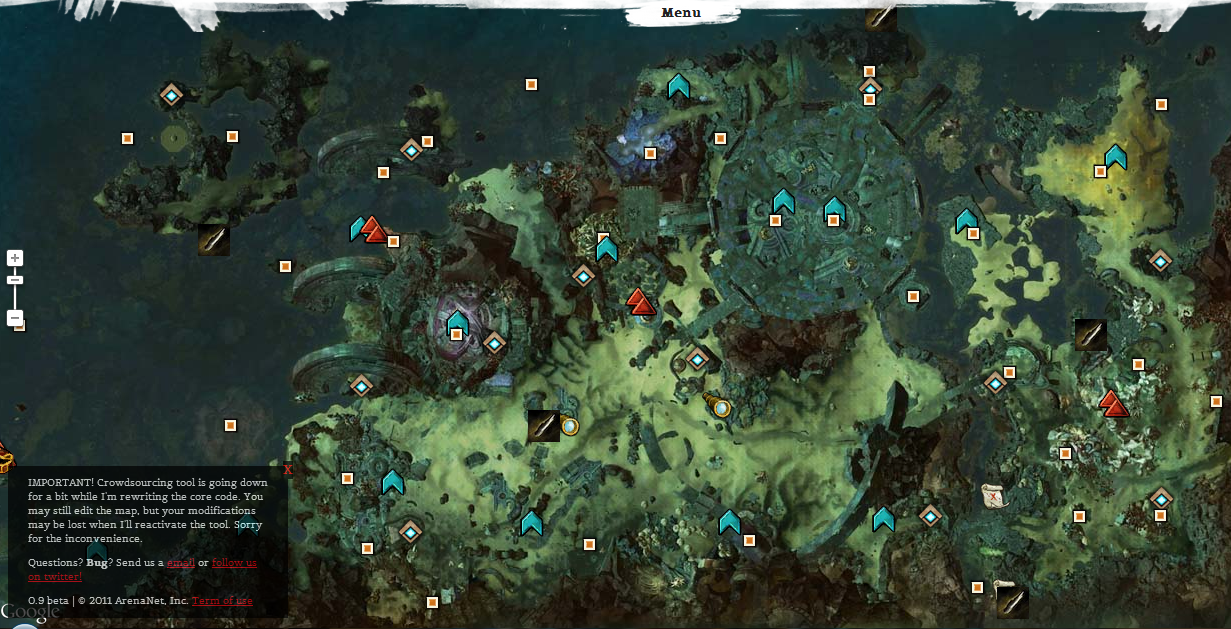 Menu
X
IMPORTANT! Crowdsourcing tool is going down
for a bit while I'm rewriting the core code. You
may still edit the map, but your modifications
may be lost when I'll reactivate the tool. Sorry
for the inconvenience.
Questions? Bug? Send us a email or follow us
on twitter!
0.9 beta | © 2011 ArenaNet, Inc. Term of use
Google